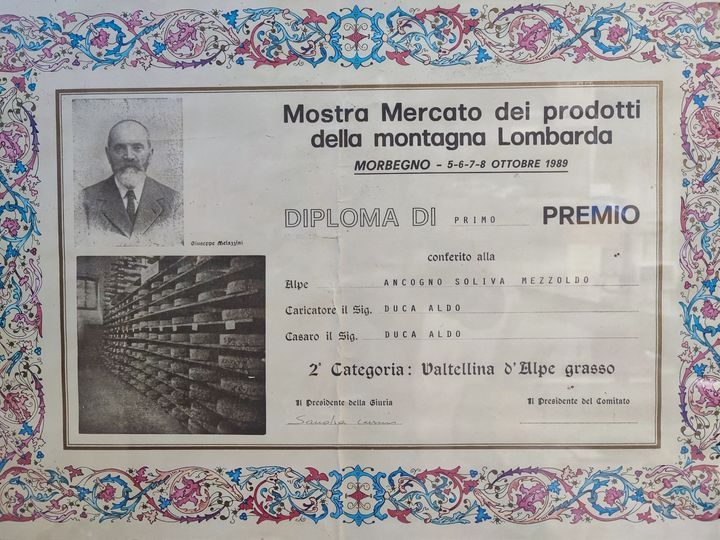 Mostra Mercato dei prodotti
della montagna Lombarda
MORBEGNO - 5-6-7-8 OTTOBRE 1989
DIPLOMA DI PRIMO PREMiO
Giuseppe Melazzini
conferito alla
Alpe ANCOGNO SOLIVA MEZZOLDO
Caricatore il Sig. DUCA ALDO
Casaro il Sig. DUCA ALDO
2ª Categoria: Valtellina d'Alpe grasso
Il Presidente della Giuria Il Presidente del Comitato